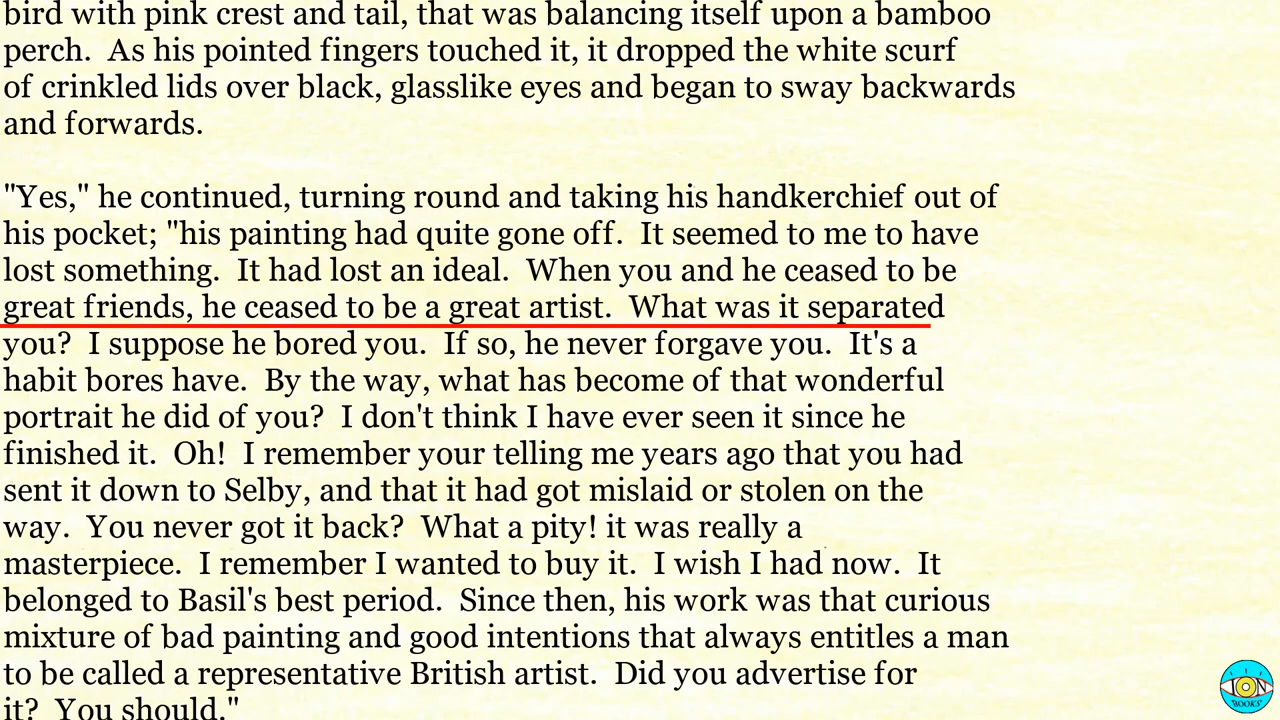 bird with pink crest and tail, that was balancing itself upon a bamboo
perch.  As his pointed fingers touched it, it dropped the white scurf
of crinkled lids over black, glasslike eyes and began to sway backwards
and forwards.
"Yes," he continued, turning round and taking his handkerchief out of
his pocket; "his painting had quite gone off.  It seemed to me to have
lost something.  It had lost an ideal.  When you and he ceased to be
great friends, he ceased to be a great artist.  What was it separated
you?  I suppose he bored you.  If so, he never forgave you.  It's a
habit bores have.  By the way, what has become of that wonderful
portrait he did of you?  I don't think I have ever seen it since he
finished it.  Oh!  I remember your telling me years ago that you had
sent it down to Selby, and that it had got mislaid or stolen on the
way.  You never got it back?  What a pity! it was really a
masterpiece.  I remember I wanted to buy it.  I wish I had now.  It
belonged to Basil's best period.  Since then, his work was that curious
mixture of bad painting and good intentions that always entitles a man
to be called a representative British artist.  Did you advertise for
it?  You should."
ION
BOOKS